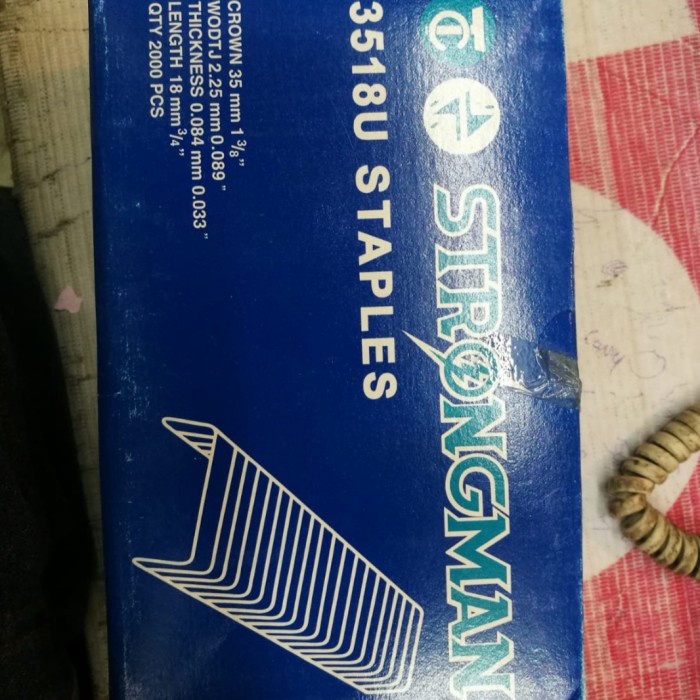 STRONGMAN
3518U STAPLES
CROWN 35 mm 1 3/8"
WODTJ 2.25 mm 0.089 "
THICKNESS 0.084 mm 0.033 "
LENGTH 18 mm 3/4"
QTY 2000 PCS